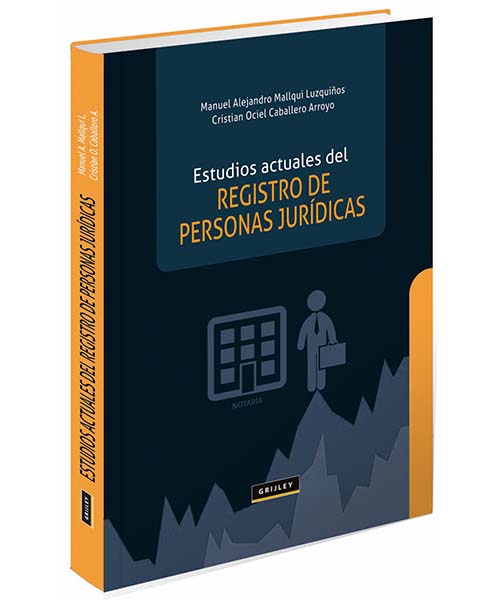 Manuel Alejandro Mallqui Luzquiños
Cristian Ociel Caballero Arroyo
Estudios actuales del
REGISTRO DE
PERSONAS JURÍDICAS
NOTARÍA
GRIJLEY
Manuel A. Mallqui L.
Cristian O. Caballero A.
ESTUDIOS ACTUALES DEL REGISTRO DE PERSONAS JURÍDICAS
GRIJLEY